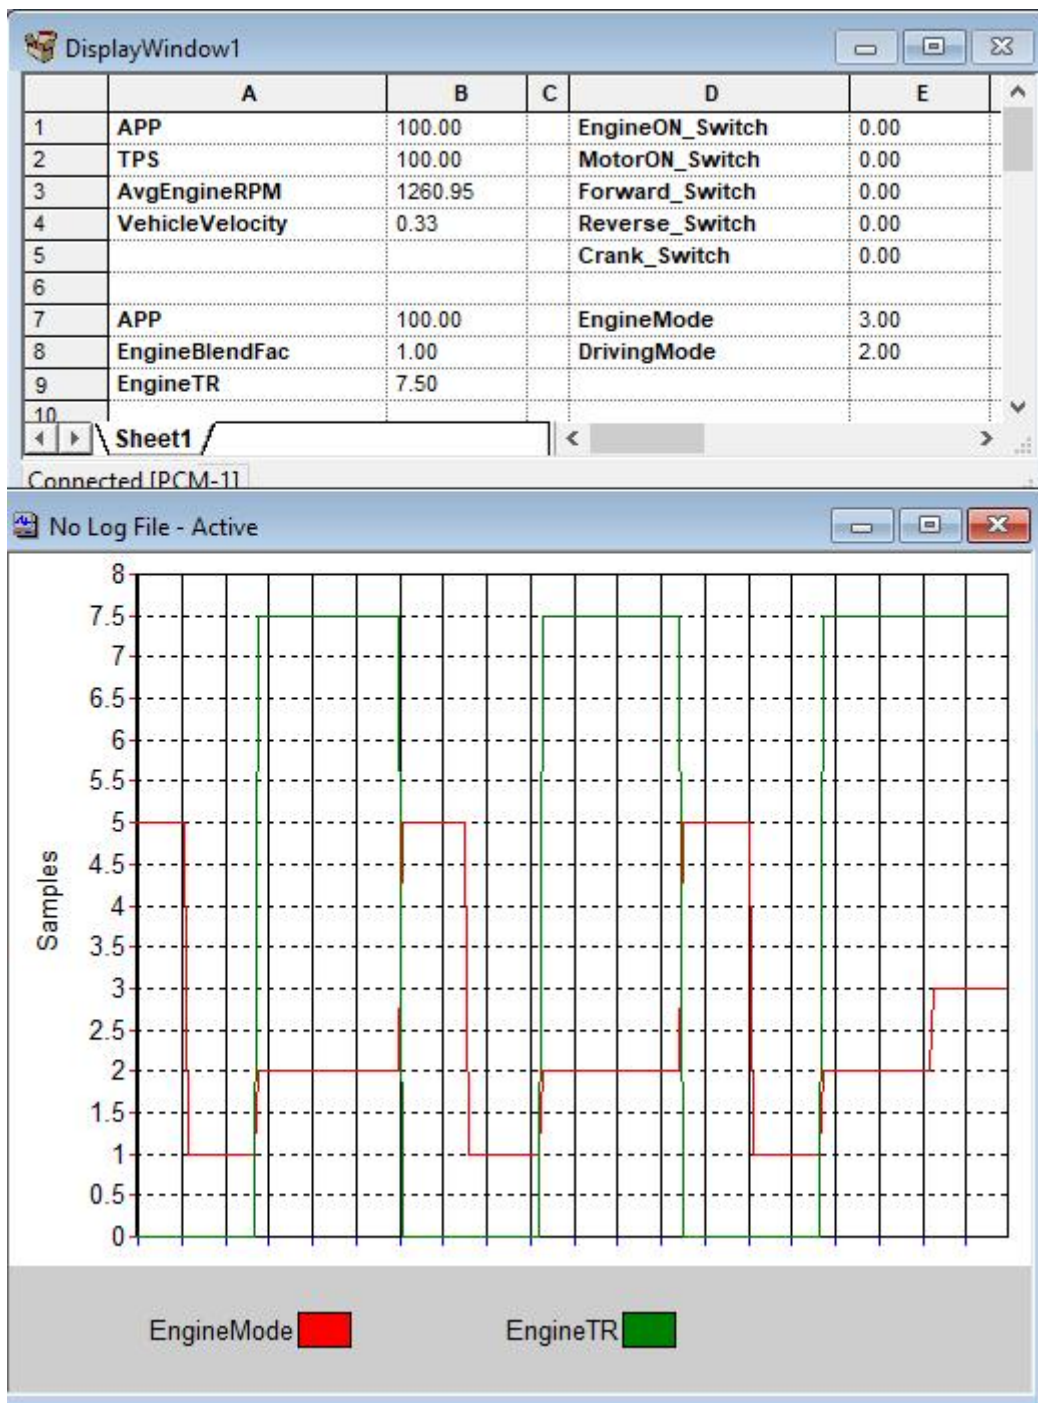 DisplayWindow1
A B C D E
1 APP 100.00 EngineON_Switch 0.00
2 TPS 100.00 MotorON_Switch 0.00
3 AvgEngineRPM 1260.95 Forward_Switch 0.00
4 VehicleVelocity 0.33 Reverse_Switch 0.00
5 Crank_Switch 0.00
6
7 APP 100.00 EngineMode 3.00
8 EngineBlendFac 1.00 DrivingMode 2.00
9 EngineTR 7.50
10
Sheet1
Connected [PCM-1]
No Log File - Active
8
7.5
7
6.5
6
5.5
5
4.5
4
3.5
3
2.5
2
1.5
1
0.5
0
Samples
EngineMode EngineTR